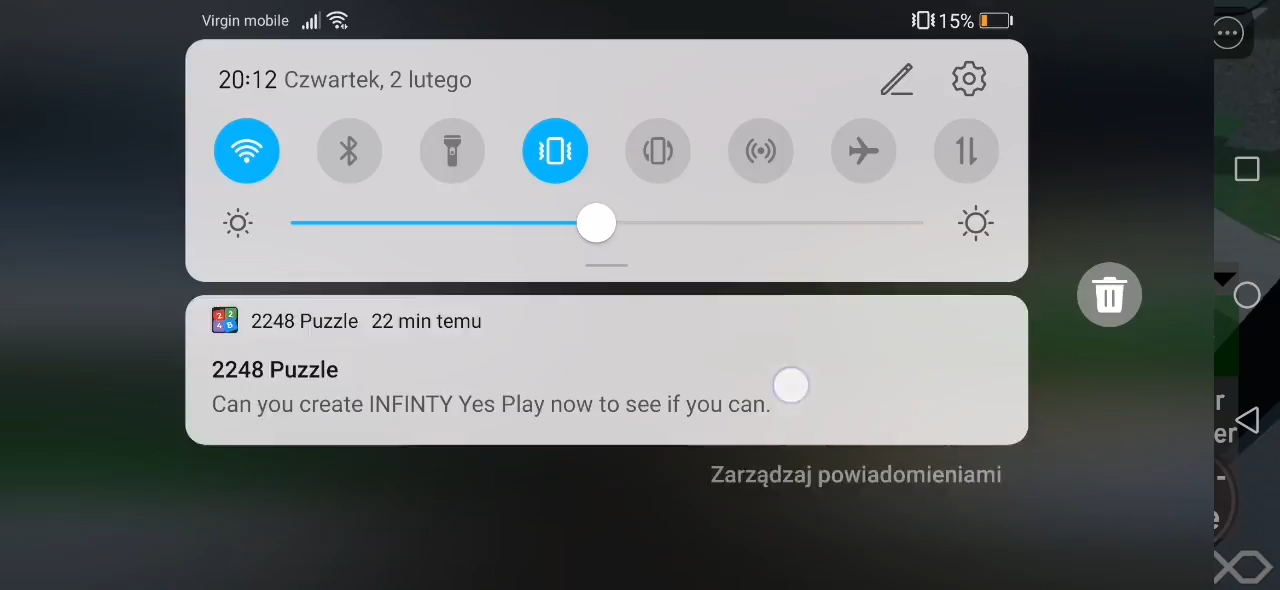 Virgin mobile 15%
20:12 Czwartek, 2 lutego
2248 Puzzle 22 min temu
2248 Puzzle
Can you create INFINTY Yes Play now to see if you can.
Zarządzaj powiadomieniami
r
er